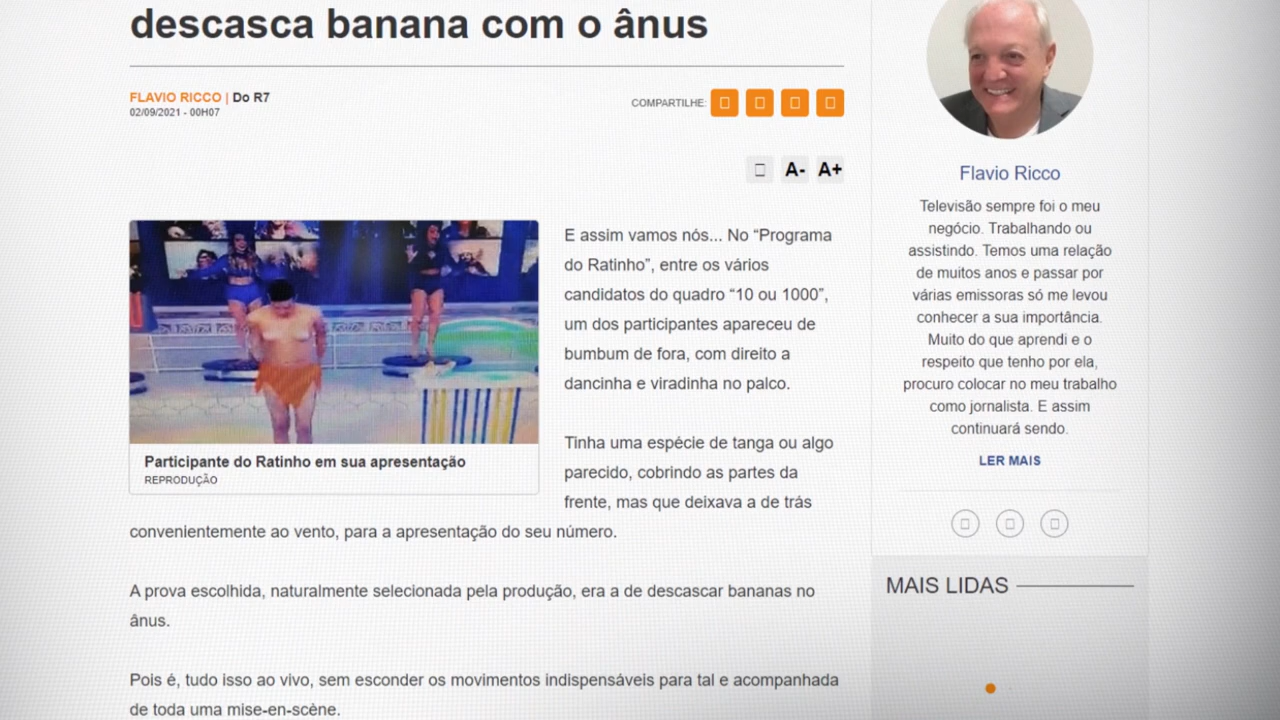 descasca banana com o ânus
FLAVIO RICCO | Do R7
02/09/2021 - 00H07
COMPARTILHE:
A- A+
Participante do Ratinho em sua apresentação
REPRODUÇÃO
E assim vamos nós... No “Programa
do Ratinho”, entre os vários
candidatos do quadro “10 ou 1000”,
um dos participantes apareceu de
bumbum de fora, com direito a
dancinha e viradinha no palco.
Tinha uma espécie de tanga ou algo
parecido, cobrindo as partes da
frente, mas que deixava a de trás
convenientemente ao vento, para a apresentação do seu número.
A prova escolhida, naturalmente selecionada pela produção, era a de descascar bananas no
ânus.
Pois é, tudo isso ao vivo, sem esconder os movimentos indispensáveis para tal e acompanhada
de toda uma mise-en-scène.
Flavio Ricco
Televisão sempre foi o meu
negócio. Trabalhando ou
assistindo. Temos uma relação
de muitos anos e passar por
várias emissoras só me levou
conhecer a sua importância.
Muito do que aprendi e o
respeito que tenho por ela,
procuro colocar no meu trabalho
como jornalista. E assim
continuará sendo.
LER MAIS
MAIS LIDAS